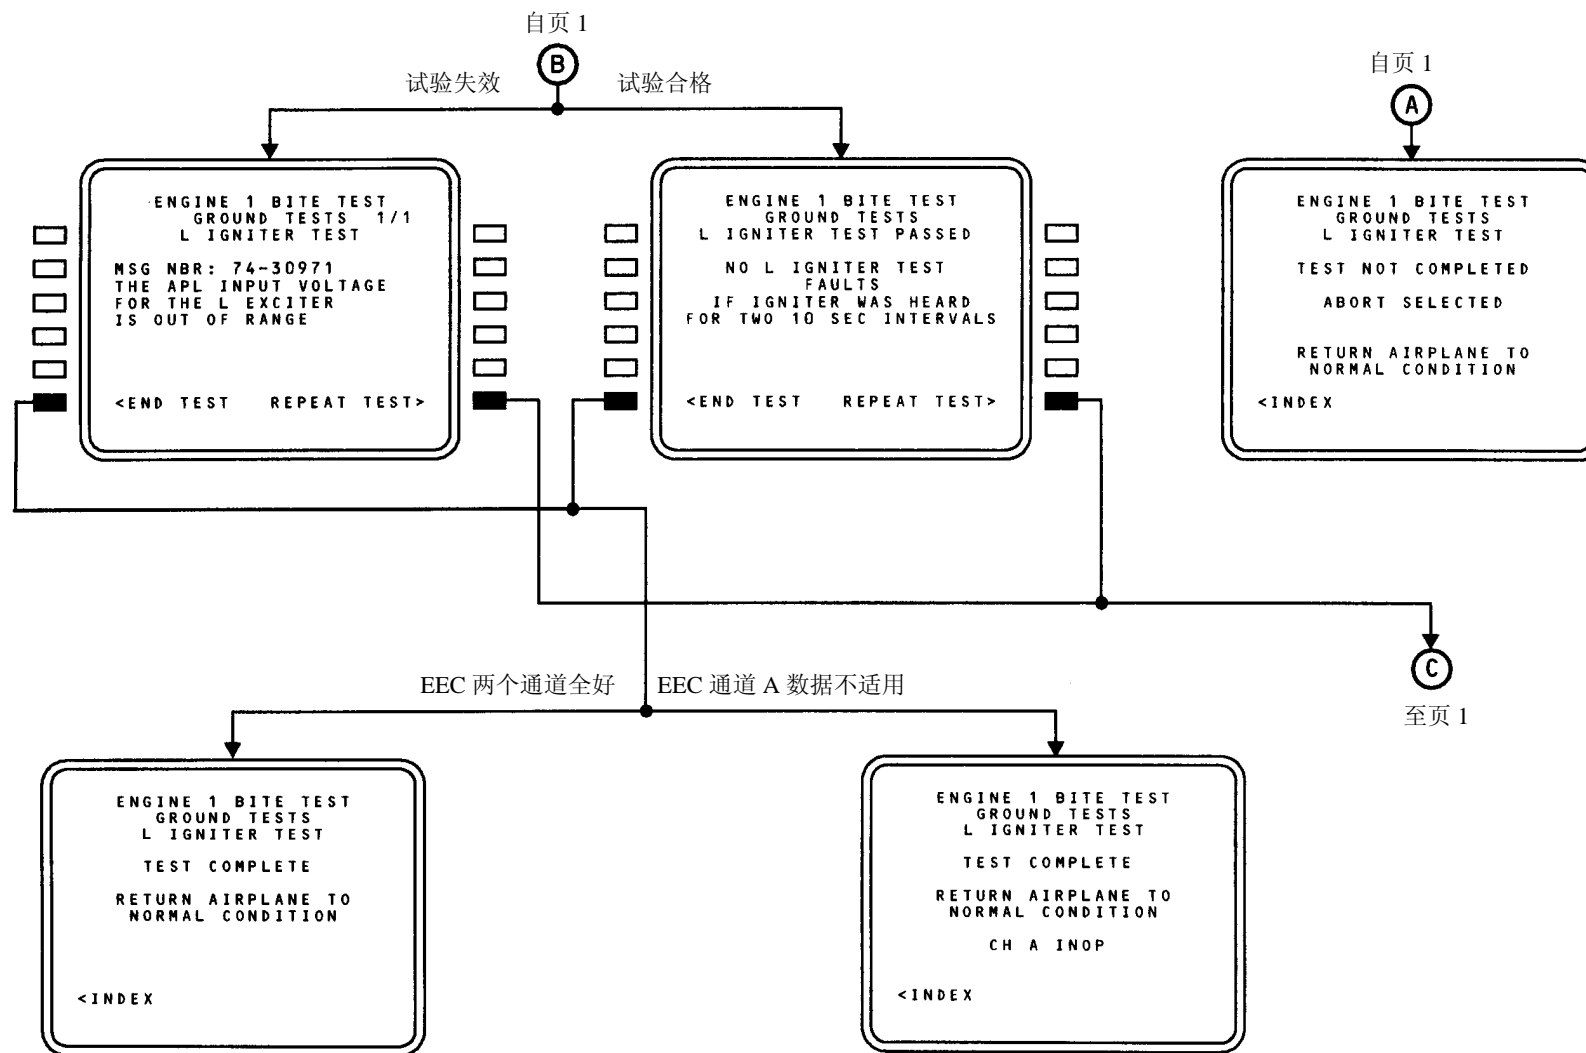 自页 1
B
试验失效
试验合格
自页 1
A
ENGINE 1 BITE TEST
GROUND TESTS 1/1
L IGNITER TEST
MSG NBR: 74-30971
THE APL INPUT VOLTAGE
FOR THE L EXCITER
IS OUT OF RANGE
<END TEST REPEAT TEST>
ENGINE 1 BITE TEST
GROUND TESTS
L IGNITER TEST PASSED
NO L IGNITER TEST
FAULTS
IF IGNITER WAS HEARD
FOR TWO 10 SEC INTERVALS
<END TEST REPEAT TEST>
ENGINE 1 BITE TEST
GROUND TESTS
L IGNITER TEST
TEST NOT COMPLETED
ABORT SELECTED
RETURN AIRPLANE TO
NORMAL CONDITION
<INDEX
C
至页 1
EEC 两个通道全好
EEC 通道 A 数据不适用
ENGINE 1 BITE TEST
GROUND TESTS
L IGNITER TEST
TEST COMPLETE
RETURN AIRPLANE TO
NORMAL CONDITION
<INDEX
ENGINE 1 BITE TEST
GROUND TESTS
L IGNITER TEST
TEST COMPLETE
RETURN AIRPLANE TO
NORMAL CONDITION
CH A INOP
<INDEX